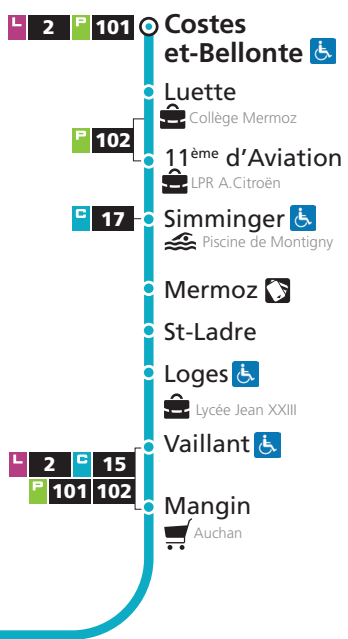 L 2 P 101 Costes
et-Bellonte
Luette
Collège Mermoz
P 102
11ème d'Aviation
LPR A.Citroën
C 17 Simminger
Piscine de Montigny
Mermoz
St-Ladre
Loges
Lycée Jean XXIII
Vaillant
L 2 C 15
P 101 102
Mangin
Auchan